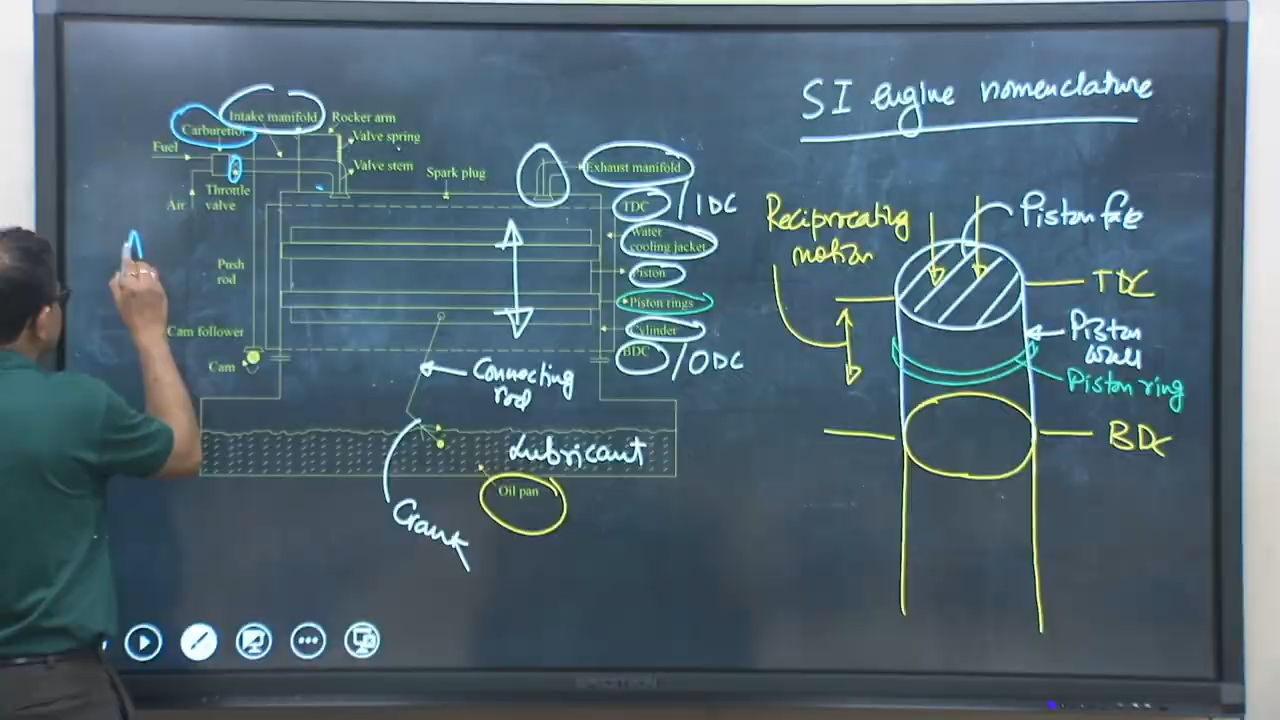 SI engine nomenclature
Intake manifold
Rocker arm
Carburettor
Valve spring
Fuel
Valve stem
Spark plug
Exhaust manifold
Throttle
valve
Air
TDC / IDC
Water
cooling jacket
Push
rod
Piston
Piston rings
Cam follower
Cylinder
Cam
BDC / ODC
Connecting
rod
Lubricant
Oil pan
Crank
Reciprocating
motion
Piston face
TDC
Piston
wall
Piston ring
BDC